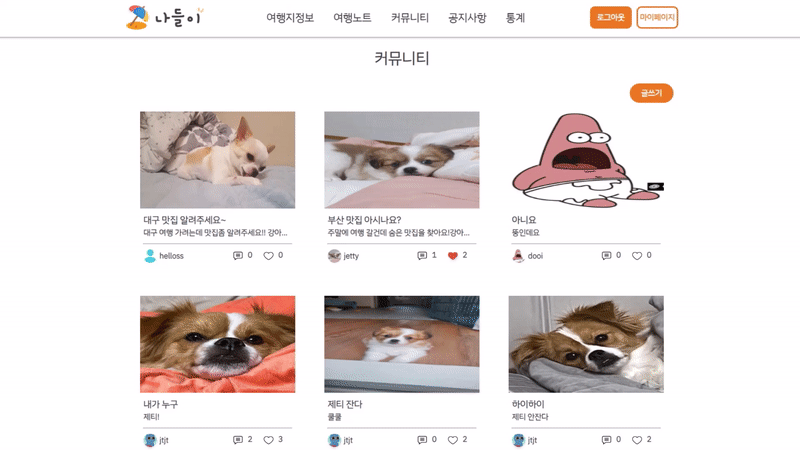 나들이
여행지정보 여행노트 커뮤니티 공지사항 통계
로그아웃 마이페이지
커뮤니티
글쓰기
대구 맛집 알려주세요~
대구 여행 가려는데 맛집좀 알려주세요!! 강아...
helloss 0 0
부산 맛집 아시나요?
주말에 여행 갈건데 숨은 맛집을 찾아요!강아...
jetty 1 2
아니요
뚱인데요
dooi 0 0
내가 누구
제티!
jtjt 2 3
제티 잔다
쿨쿨
jtjt 0 2
하이하이
제티 안잔다
jtjt 0 2